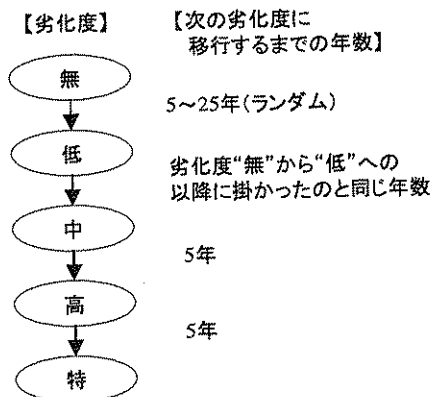 【劣化度】
【次の劣化度に
移行するまでの年数】
無
5～25年(ランダム)
低
劣化度“無”から“低”への
以降に掛かったのと同じ年数
中
5年
高
5年
特